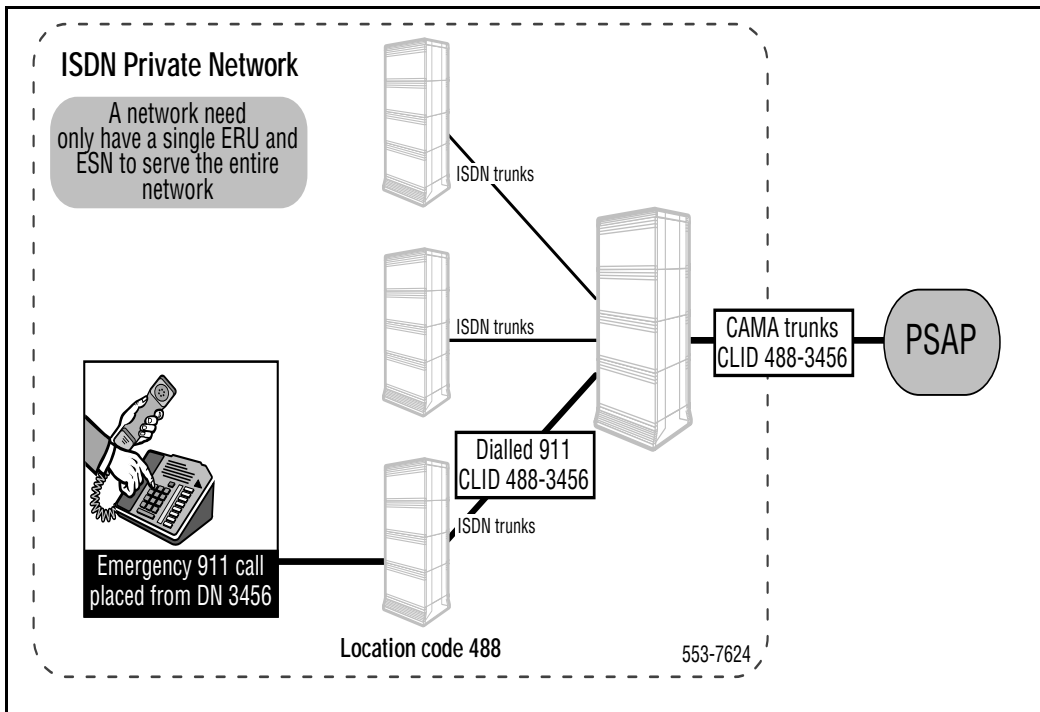 ISDN Private Network
A network need
only have a single ERU and
ESN to serve the entire
network
ISDN trunks
ISDN trunks
CAMA trunks
CLID 488-3456
PSAP
Dialled 911
CLID 488-3456
ISDN trunks
Emergency 911 call
placed from DN 3456
Location code 488
553-7624